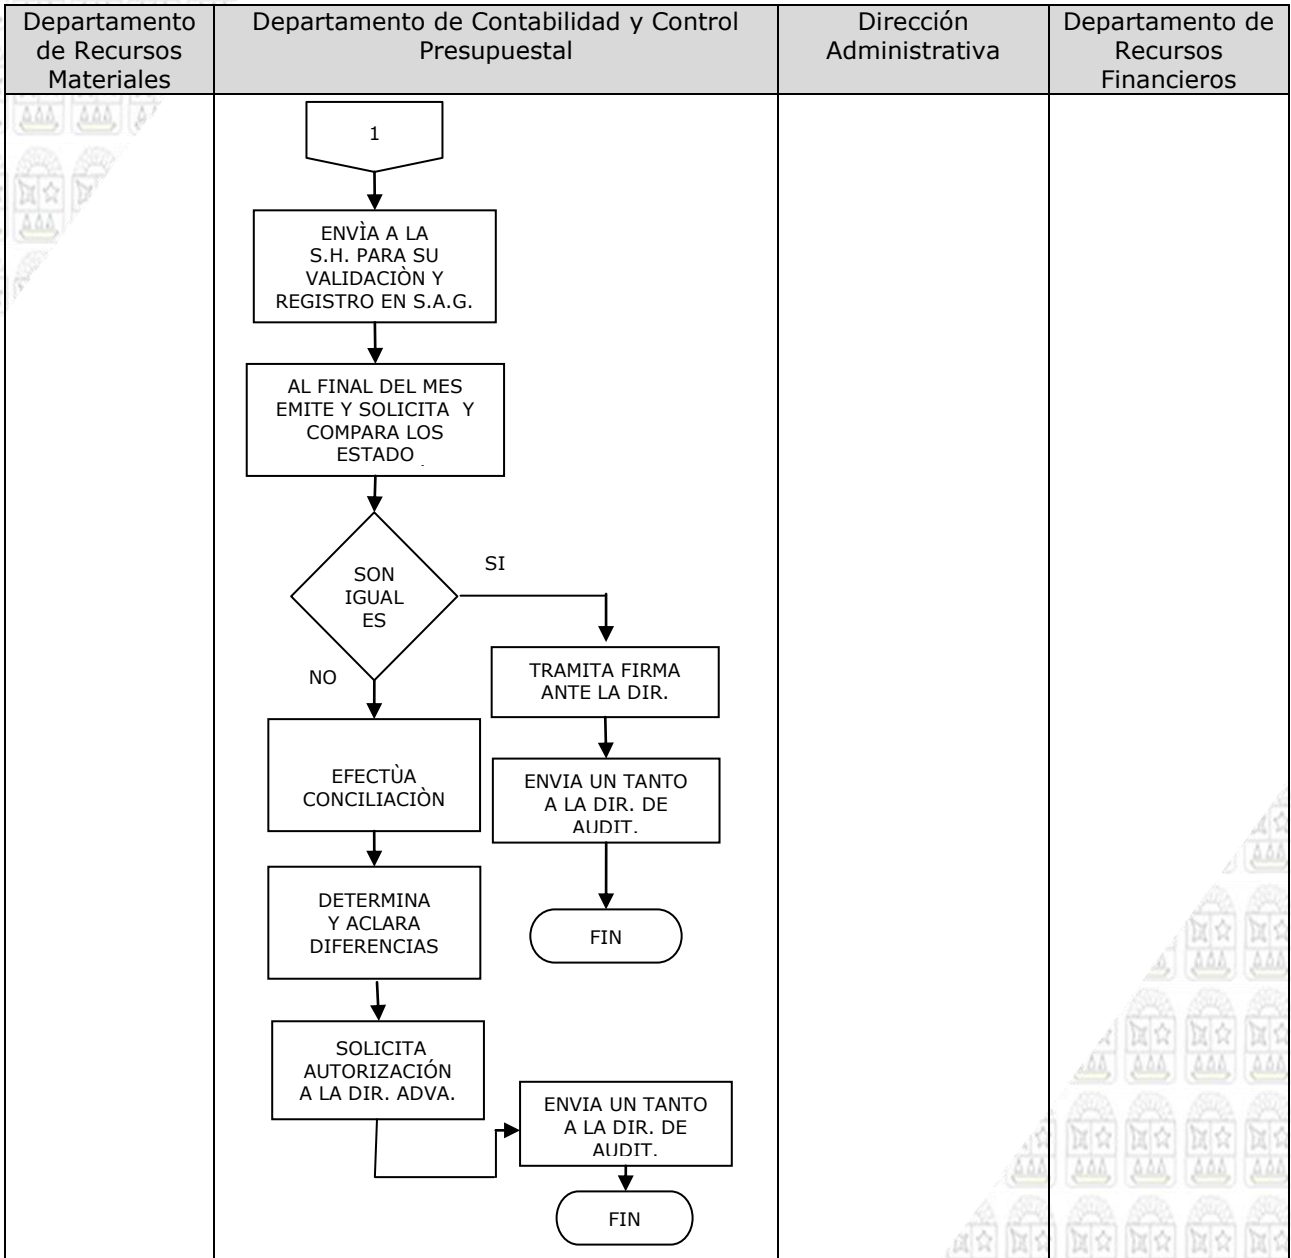 Departamento
de Recursos
Materiales
Departamento de Contabilidad y Control
Presupuestal
Dirección
Administrativa
Departamento de
Recursos
Financieros
1
ENVÌA A LA
S.H. PARA SU
VALIDACIÒN Y
REGISTRO EN S.A.G.
AL FINAL DEL MES
EMITE Y SOLICITA Y
COMPARA LOS
ESTADO
SON
IGUAL
ES
SI
NO
TRAMITA FIRMA
ANTE LA DIR.
EFECTÙA
CONCILIACIÒN
ENVIA UN TANTO
A LA DIR. DE
AUDIT.
DETERMINA
Y ACLARA
DIFERENCIAS
FIN
SOLICITA
AUTORIZACIÓN
A LA DIR. ADVA.
ENVIA UN TANTO
A LA DIR. DE
AUDIT.
FIN